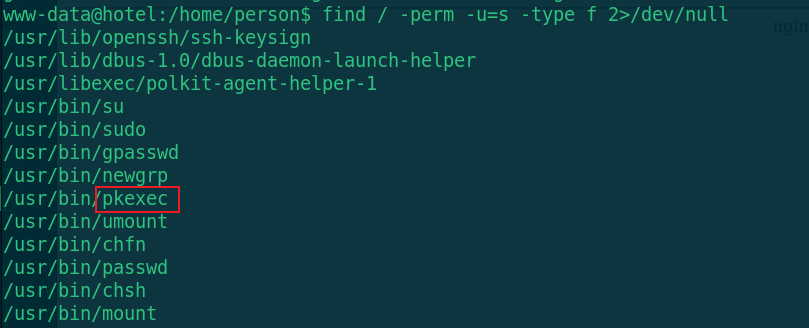 www-data@hotel:/home/person$ find / -perm -u=s -type f 2>/dev/null
/usr/lib/openssh/ssh-keysign
/usr/lib/dbus-1.0/dbus-daemon-launch-helper
/usr/libexec/polkit-agent-helper-1
/usr/bin/su
/usr/bin/sudo
/usr/bin/gpasswd
/usr/bin/newgrp
/usr/bin/pkexec
/usr/bin/umount
/usr/bin/chfn
/usr/bin/passwd
/usr/bin/chsh
/usr/bin/mount